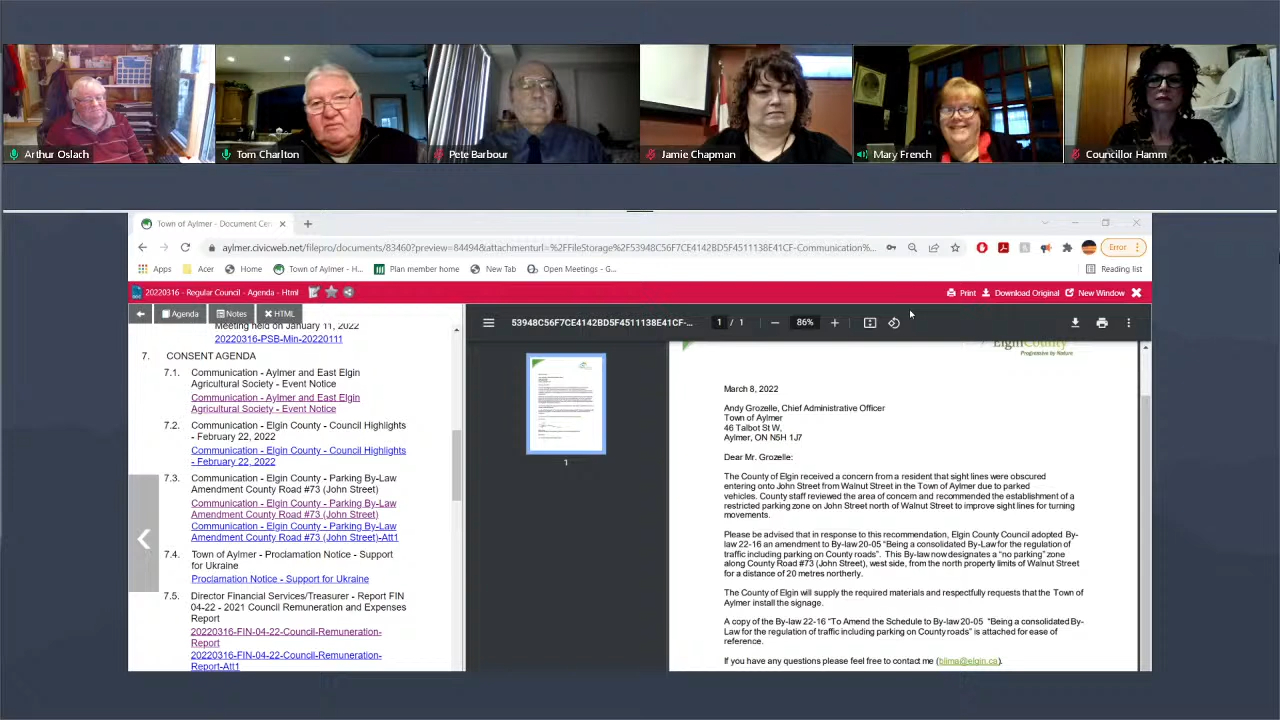 Arthur Oslach
Tom Charlton
Pete Barbour
Jamie Chapman
Mary French
Councillor Hamm
Town of Aylmer - Document Cen
aylmer.civicweb.net/filepro/documents/83460?preview=84494&attachmenturl=%2FFileStorage%2F53948C56F7CE4142BD5F4511138E41CF-Communication%...
Error
Apps
Acer
Home
Town of Aylmer - H...
Plan member home
New Tab
Open Meetings - G...
Reading list
20220316 - Regular Council - Agenda - Html
Print
Download Original
New Window
Agenda
Notes
HTML
53948C56F7CE4142BD5F4511138E41CF-...
1 / 1
86%
Meeting held on January 11, 2022
20220316-PSB-Min-20220111
7. CONSENT AGENDA
7.1. Communication - Aylmer and East Elgin
Agricultural Society - Event Notice
Communication - Aylmer and East Elgin
Agricultural Society - Event Notice
7.2. Communication - Elgin County - Council Highlights
- February 22, 2022
Communication - Elgin County - Council Highlights
- February 22, 2022
7.3. Communication - Elgin County - Parking By-Law
Amendment County Road #73 (John Street)
Communication - Elgin County - Parking By-Law
Amendment County Road #73 (John Street)
Communication - Elgin County - Parking By-Law
Amendment County Road #73 (John Street)-Att1
7.4. Town of Aylmer - Proclamation Notice - Support
for Ukraine
Proclamation Notice - Support for Ukraine
7.5. Director Financial Services/Treasurer - Report FIN
04-22 - 2021 Council Remuneration and Expenses
Report
20220316-FIN-04-22-Council-Remuneration-
Report
20220316-FIN-04-22-Council-Remuneration-
Report-Att1
1
ElginCounty
Progressive by Nature
March 8, 2022
Andy Grozelle, Chief Administrative Officer
Town of Aylmer
46 Talbot St W,
Aylmer, ON N5H 1J7
Dear Mr. Grozelle:
The County of Elgin received a concern from a resident that sight lines were obscured
entering onto John Street from Walnut Street in the Town of Aylmer due to parked
vehicles. County staff reviewed the area of concern and recommended the establishment of a
restricted parking zone on John Street north of Walnut Street to improve sight lines for turning
movements.
Please be advised that in response to this recommendation, Elgin County Council adopted By-
law 22-16 an amendment to By-law 20-05 "Being a consolidated By-Law for the regulation of
traffic including parking on County roads". This By-law now designates a "no parking" zone
along County Road #73 (John Street), west side, from the north property limits of Walnut Street
for a distance of 20 metres northerly.
The County of Elgin will supply the required materials and respectfully requests that the Town of
Aylmer install the signage.
A copy of the By-law 22-16 "To Amend the Schedule to By-law 20-05 "Being a consolidated By-
Law for the regulation of traffic including parking on County roads" is attached for ease of
reference.
If you have any questions please feel free to contact me (blima@elgin.ca).